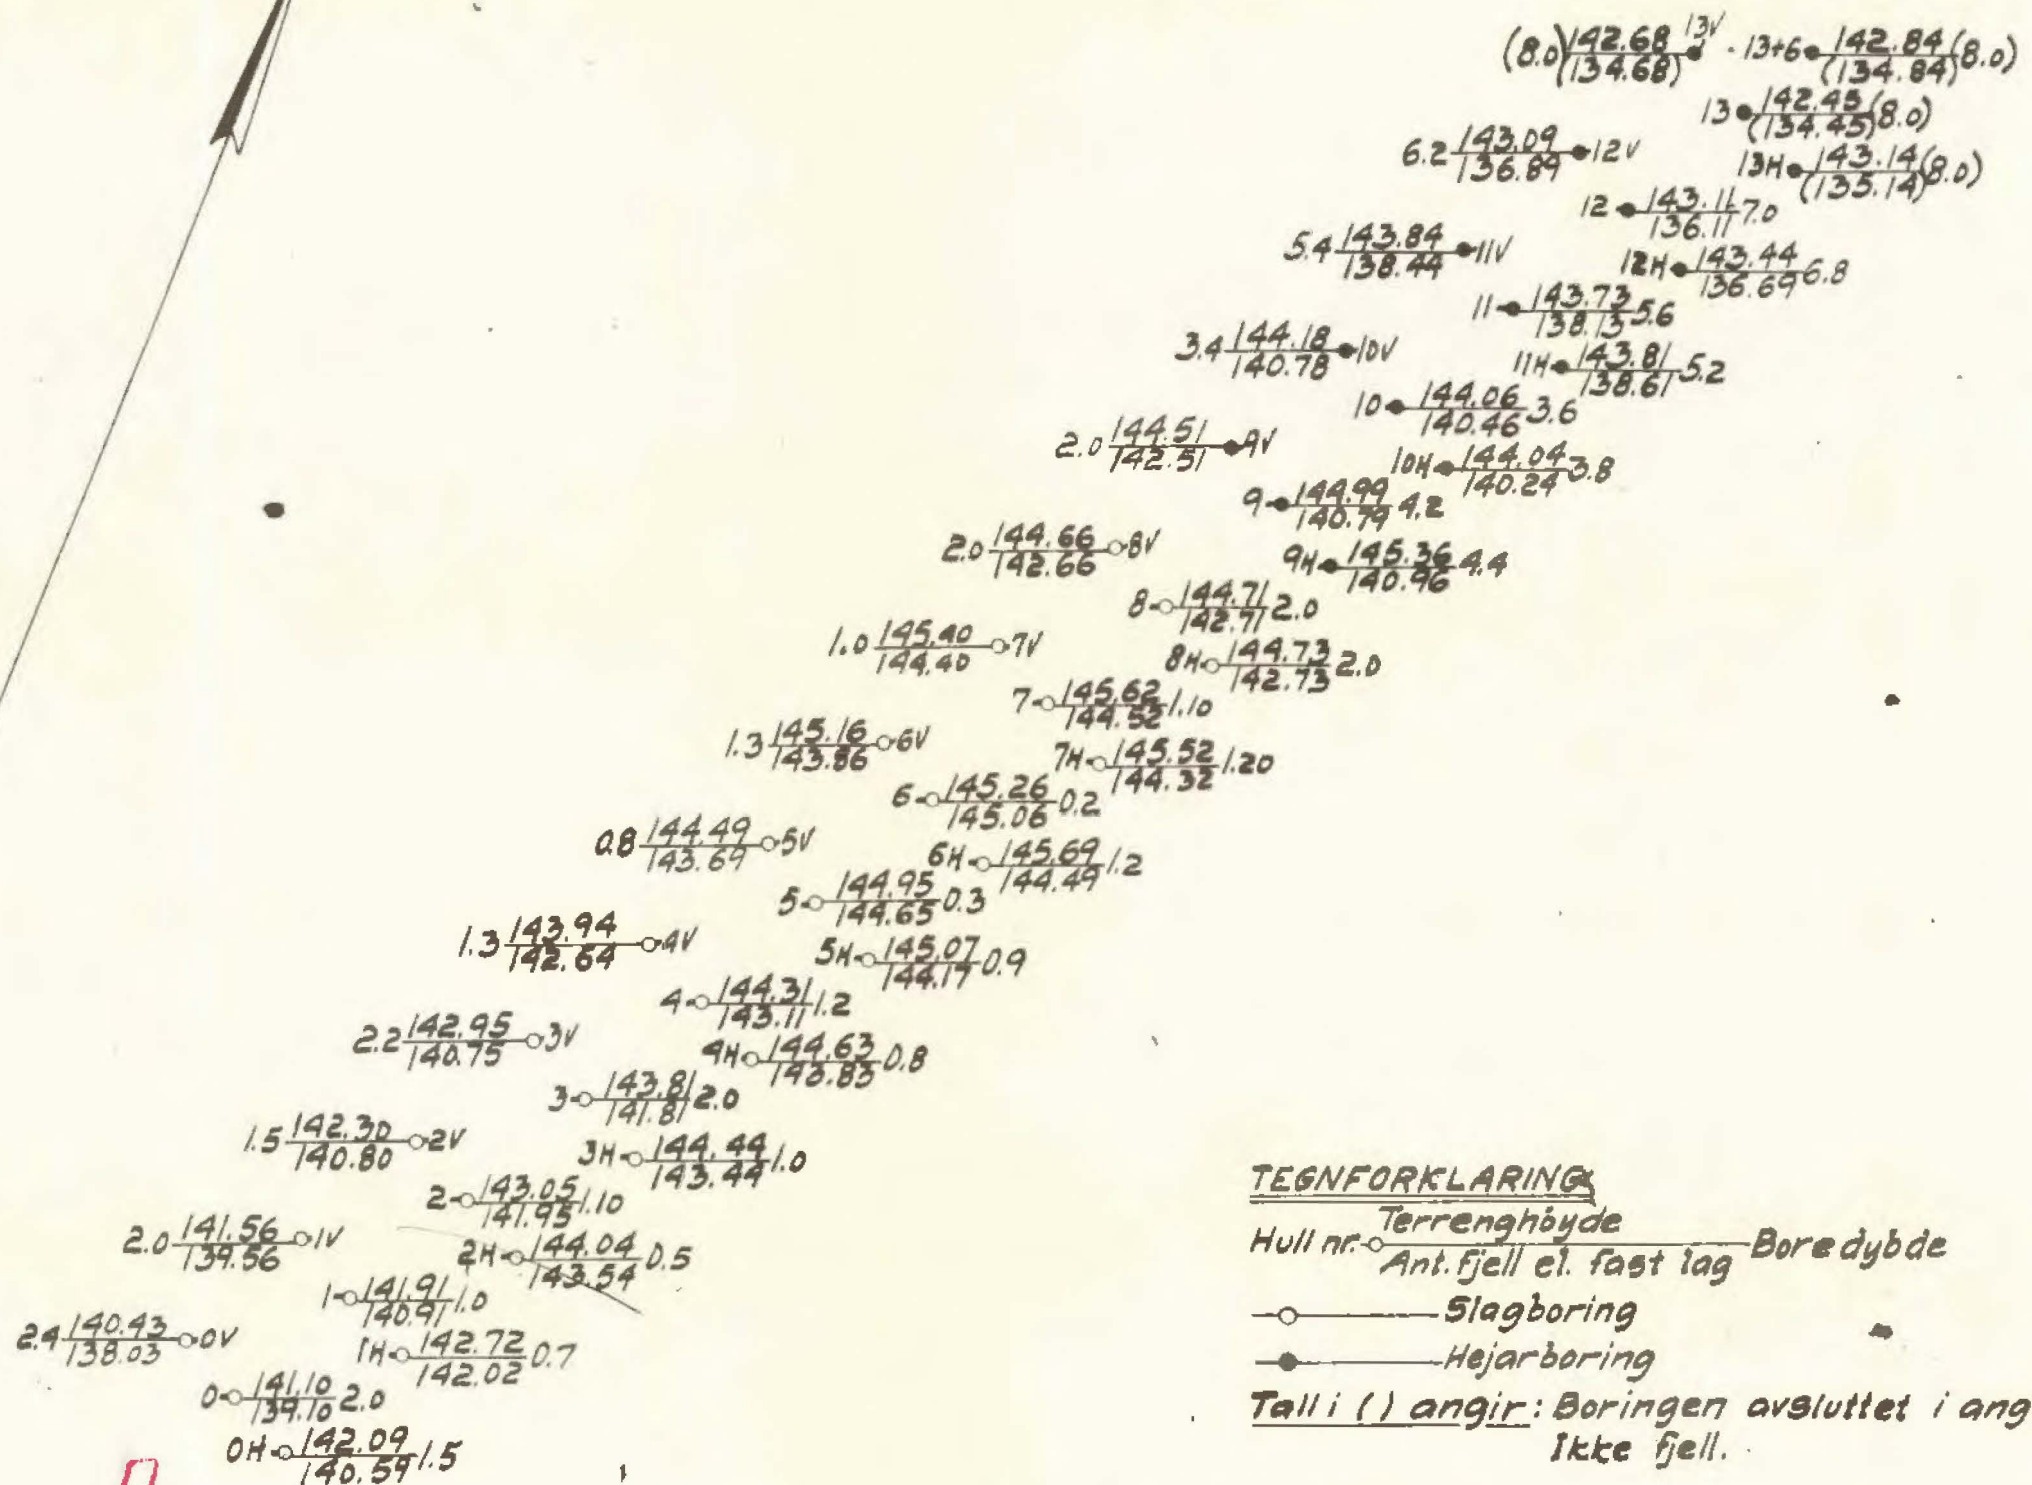 (8.0) 142.68 13V
(134.68)
13+6 142.84 (8.0)
(134.84)
13 142.45 (8.0)
(134.45)
6.2 143.09 12V
136.89
13H 143.14 (8.0)
(135.14)
12 143.11 7.0
136.11
5.4 143.84 11V
138.44
12H 143.44 6.8
136.69
11 143.73 5.6
138.13
3.4 144.18 10V
140.78
11H 143.81 5.2
138.61
10 144.06 3.6
140.46
2.0 144.51 9V
142.51
10H 144.04 3.8
140.24
9 144.99 4.2
140.79
2.0 144.66 8V
142.66
9H 145.36 4.4
140.96
8 144.71 2.0
142.71
1.0 145.40 7V
144.40
8H 144.73 2.0
142.73
7 145.62 1.10
144.52
1.3 145.16 6V
143.86
7H 145.52 1.20
144.32
6 145.26 0.2
145.06
0.8 144.49 5V
143.69
6H 145.69 1.2
144.49
5 144.95 0.3
144.65
1.3 143.94 4V
142.64
5H 145.07 0.9
144.17
4 144.31 1.2
143.11
2.2 142.95 3V
140.75
4H 144.63 0.8
143.83
3 143.81 2.0
141.81
1.5 142.30 2V
140.80
3H 144.44 1.0
143.44
2 143.05 1.10
141.95
2.0 141.56 1V
139.56
2H 144.04 0.5
143.54
1 141.91 1.0
140.91
2.4 140.43 0V
138.03
1H 142.72 0.7
142.02
0 141.10 2.0
139.10
0H 142.09 1.5
140.59
TEGNFORKLARING
Hull nr. Terrenghöyde Boredybde
Ant. fjell el. fast lag
Slagboring
Hejarboring
Tall i () angir: Boringen avsluttet i ang
Ikke fjell.